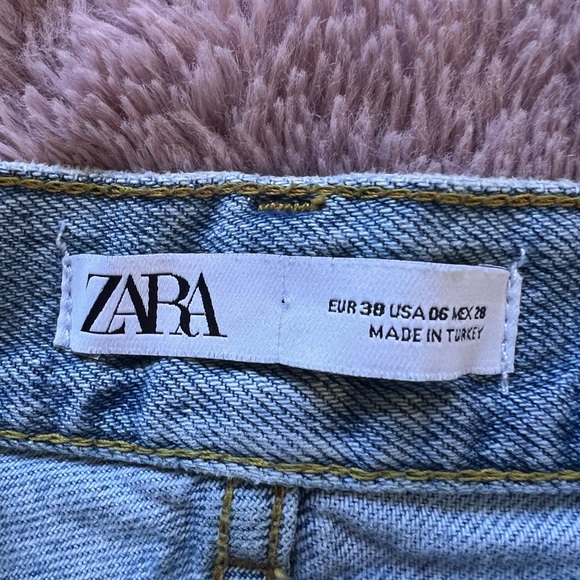 ZARA
EUR 38 USA 06 MEX 28
MADE IN TURKEY